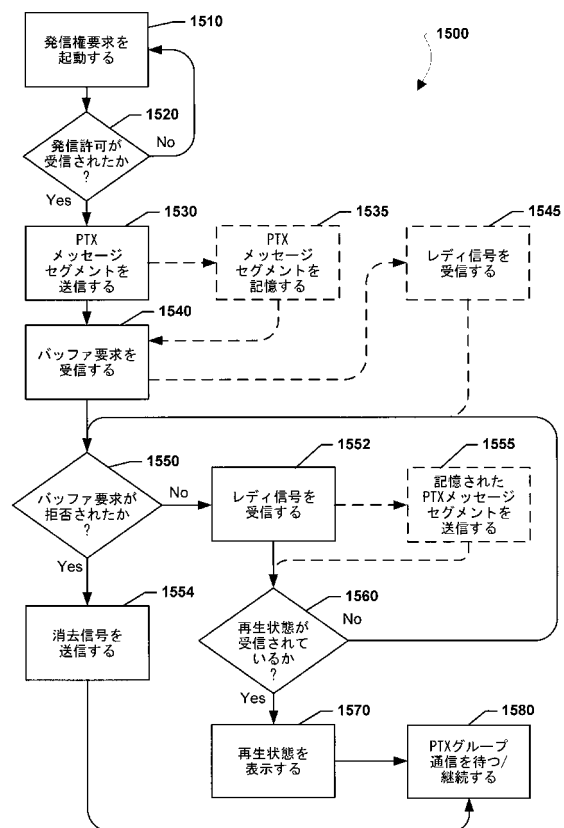 1510
発信権要求を
起動する
1500
1520
発信許可が
受信されたか
?
No
Yes
1530
PTX
メッセージ
セグメントを
送信する
1535
PTX
メッセージ
セグメントを
記憶する
1545
レディ信号を
受信する
1540
バッファ要求を
受信する
1550
バッファ要求が
拒否されたか
?
No
Yes
1552
レディ信号を
受信する
1555
記憶された
PTXメッセージ
セグメントを
送信する
1554
消去信号を
送信する
1560
再生状態が
受信されて
いるか
?
No
Yes
1570
再生状態を
表示する
1580
PTXグループ
通信を待つ/
継続する